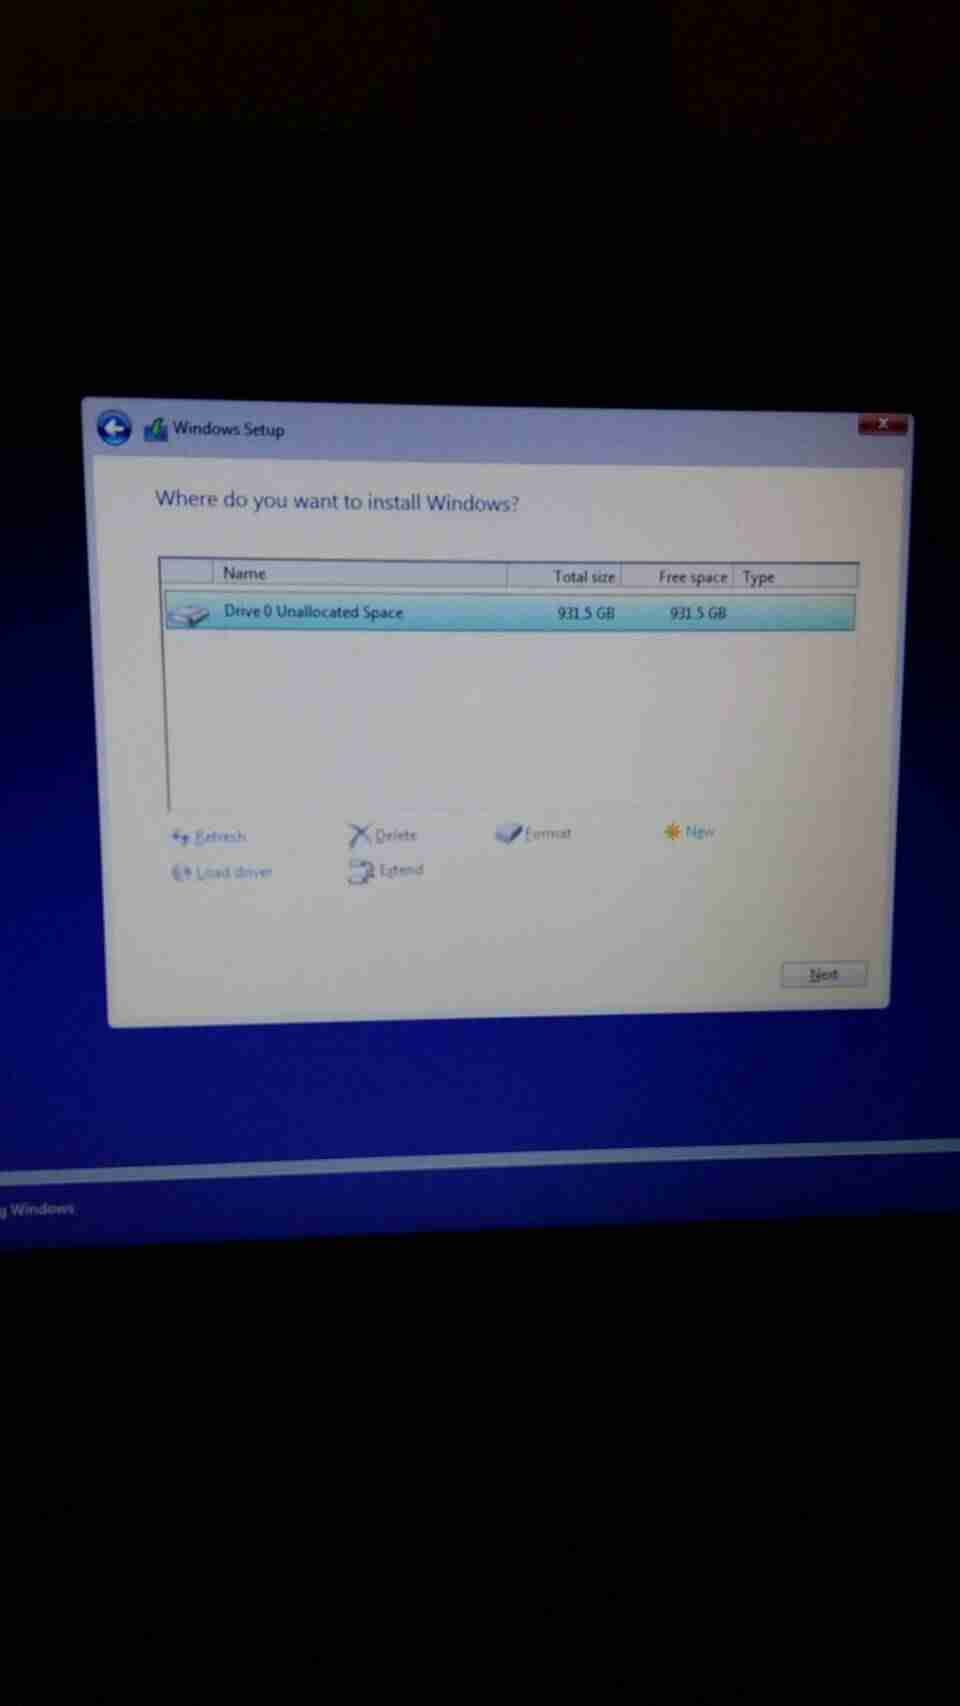 Windows Setup
Where do you want to install Windows?
Name Total size Free space Type
Drive 0 Unallocated Space 931.5 GB 931.5 GB
Refresh Delete Format New
Load driver Extend
Next
g Windows